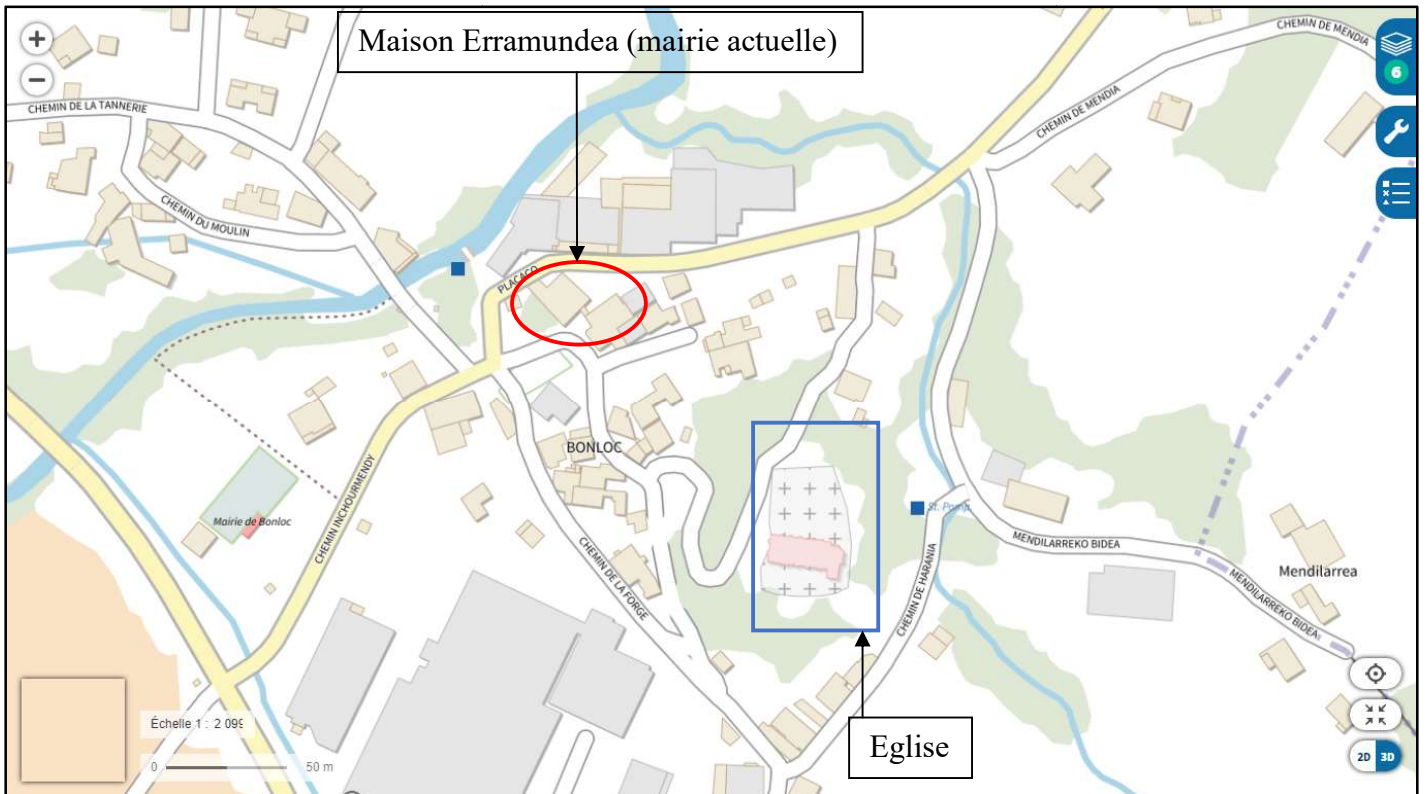 Maison Erramundea (mairie actuelle)
CHEMIN DE MENDIA
6
CHEMIN DE LA TANNERIE
CHEMIN DE MENDIA
CHEMIN DU MOULIN
PLACACO
BONLOC
CHEMIN INCHOURMENDY
Mairie de Bonloc
St. Pomp.
MENDILARREKO BIDEA
CHEMIN DE LA FORGE
CHEMIN DE HARANIA
MENDILARREKO BIDEA
Mendilarrea
Échelle 1 : 2 099
0 50 m
Eglise
2D 3D